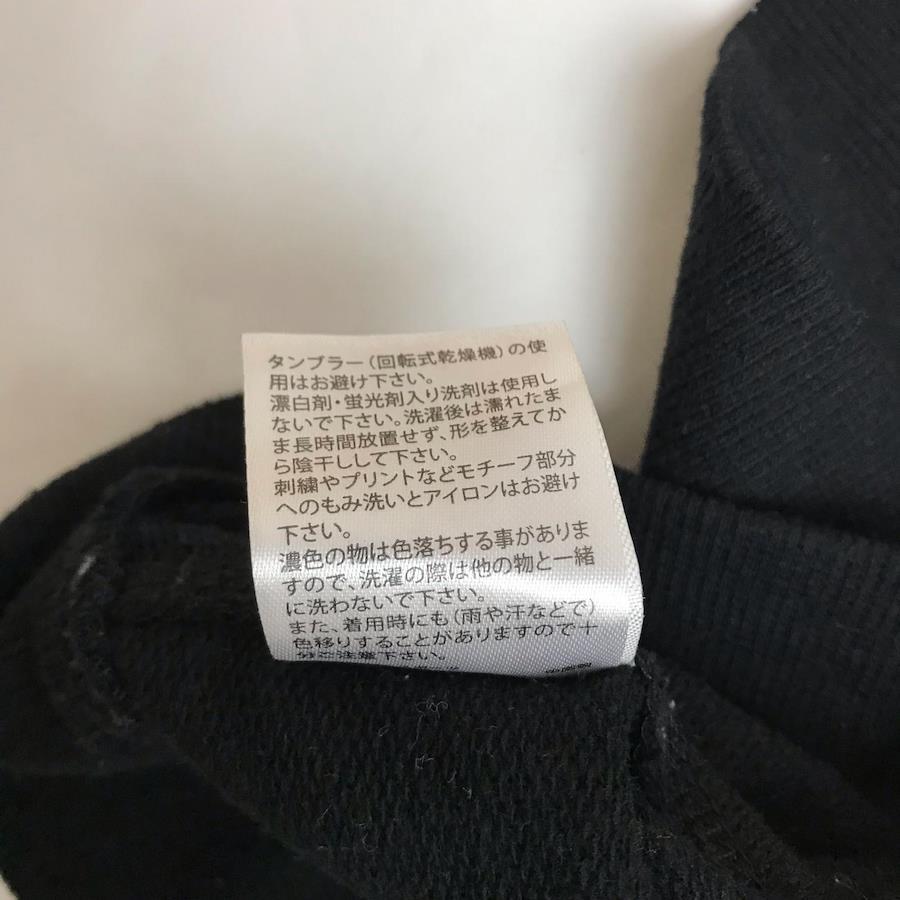 タンブラー(回転式乾燥機)の使
用はお避け下さい。
漂白剤・蛍光剤入り洗剤は使用し
ないで下さい。洗濯後は濡れたま
ま長時間放置せず、形を整えてか
ら陰干しして下さい。
刺繍やプリントなどモチーフ部分
へのもみ洗いとアイロンはお避け
下さい。
濃色の物は色落ちする事がありま
すので、洗濯の際は他の物と一緒
に洗わないで下さい。
また、着用時にも(雨や汗などで)
色移りすることがありますので十
分ご注意下さい。